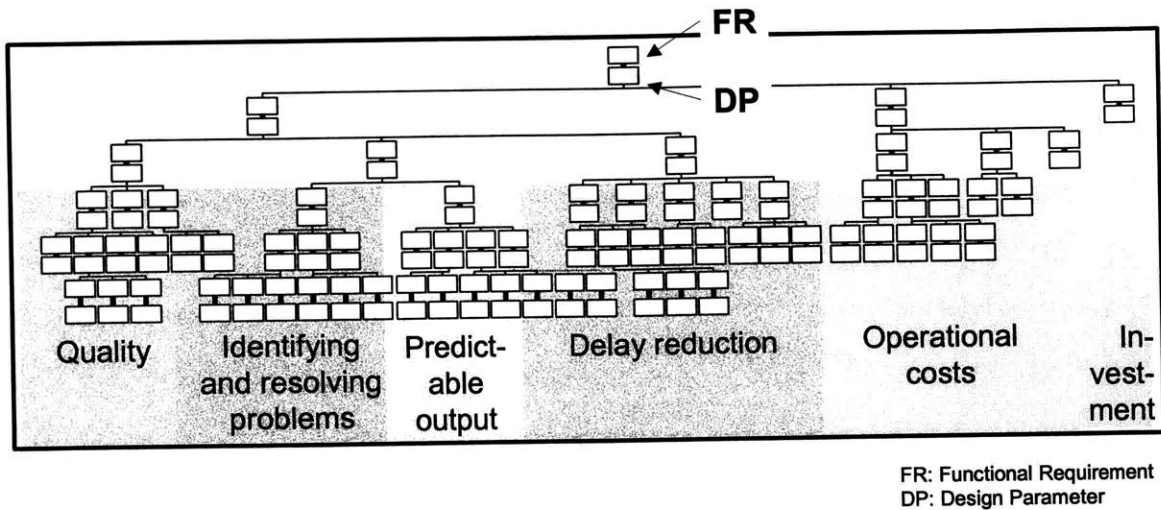 FR
DP
Quality
Identifying
and resolving
problems
Predict-
able
output
Delay reduction
Operational
costs
In-
vest-
ment
FR: Functional Requirement
DP: Design Parameter